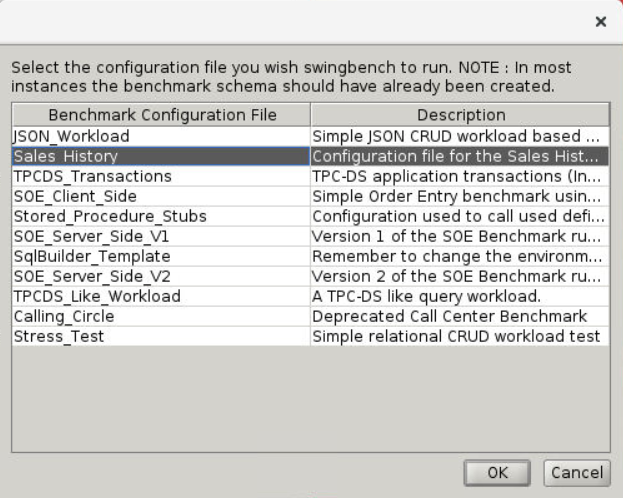 ×
Select the configuration file you wish swingbench to run. NOTE : In most
instances the benchmark schema should have already been created.
Benchmark Configuration File Description
JSON_Workload Simple JSON CRUD workload based ...
Sales_History Configuration file for the Sales Hist...
TPCDS_Transactions TPC-DS application transactions (In...
SOE_Client_Side Simple Order Entry benchmark usin...
Stored_Procedure_Stubs Configuration used to call used defi...
SOE_Server_Side_V1 Version 1 of the SOE Benchmark ru...
SqlBuilder_Template Remember to change the environm...
SOE_Server_Side_V2 Version 2 of the SOE Benchmark ru...
TPCDS_Like_Workload A TPC-DS like query workload.
Calling_Circle Deprecated Call Center Benchmark
Stress_Test Simple relational CRUD workload test
OK Cancel